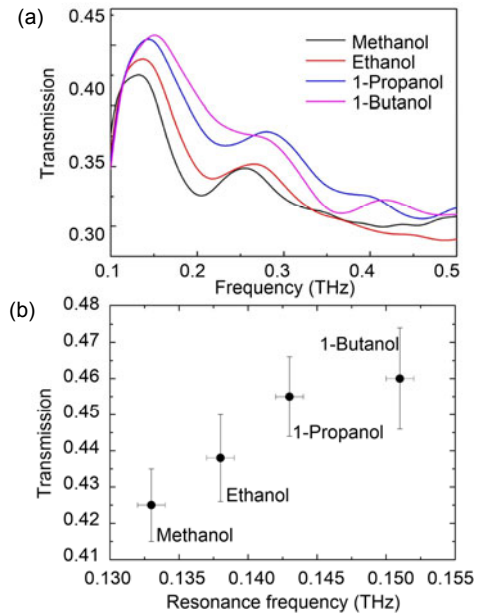 (a)
0.45
0.40
0.35
0.30
Transmission
Methanol
Ethanol
1-Propanol
1-Butanol
0.1 0.2 0.3 0.4 0.5
Frequency (THz)
(b)
0.48
0.47
0.46
0.45
0.44
0.43
0.42
0.41
Transmission
1-Butanol
1-Propanol
Ethanol
Methanol
0.130 0.135 0.140 0.145 0.150 0.155
Resonance frequency (THz)